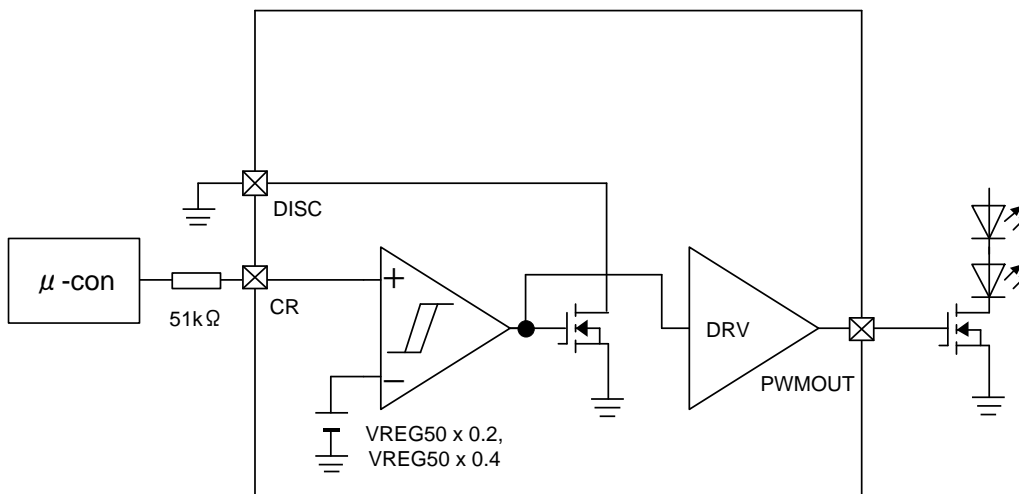 DISC
μ-con
51kΩ
CR
+
−
DRV
PWMOUT
VREG50 x 0.2,
VREG50 x 0.4